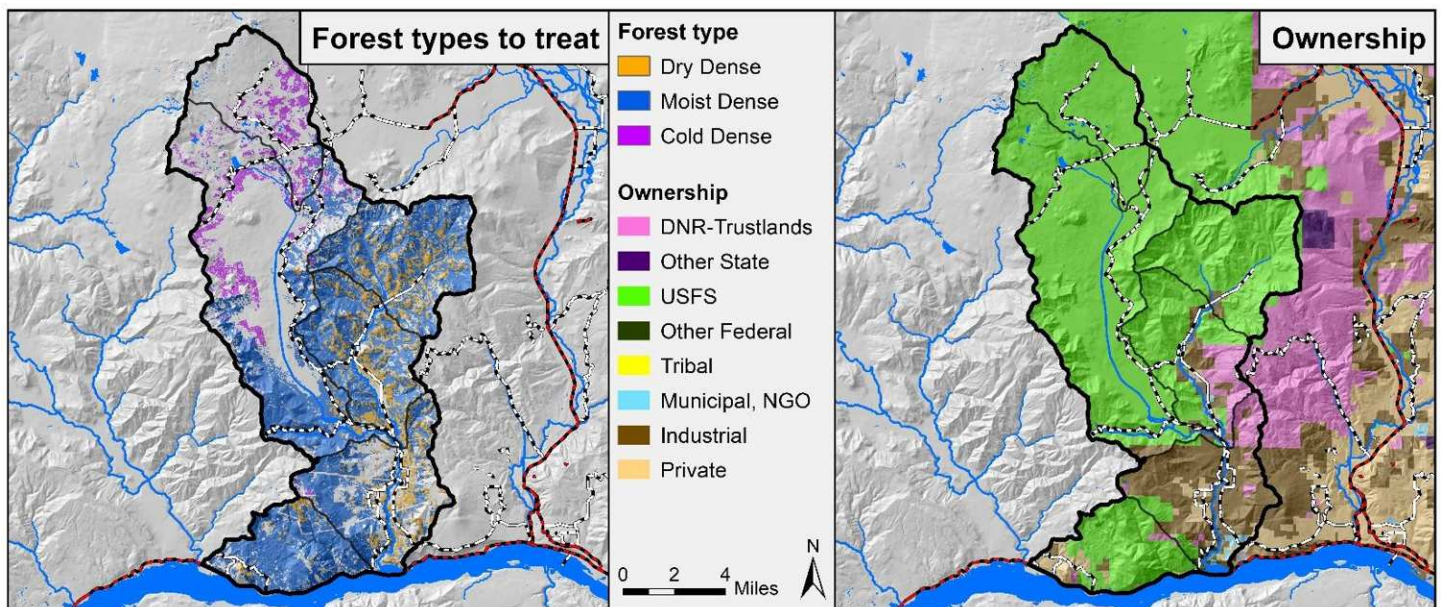 Forest types to treat
Forest type
Dry Dense
Moist Dense
Cold Dense
Ownership
DNR-Trustlands
Other State
USFS
Other Federal
Tribal
Municipal, NGO
Industrial
Private
N
0 2 4
Miles
Ownership